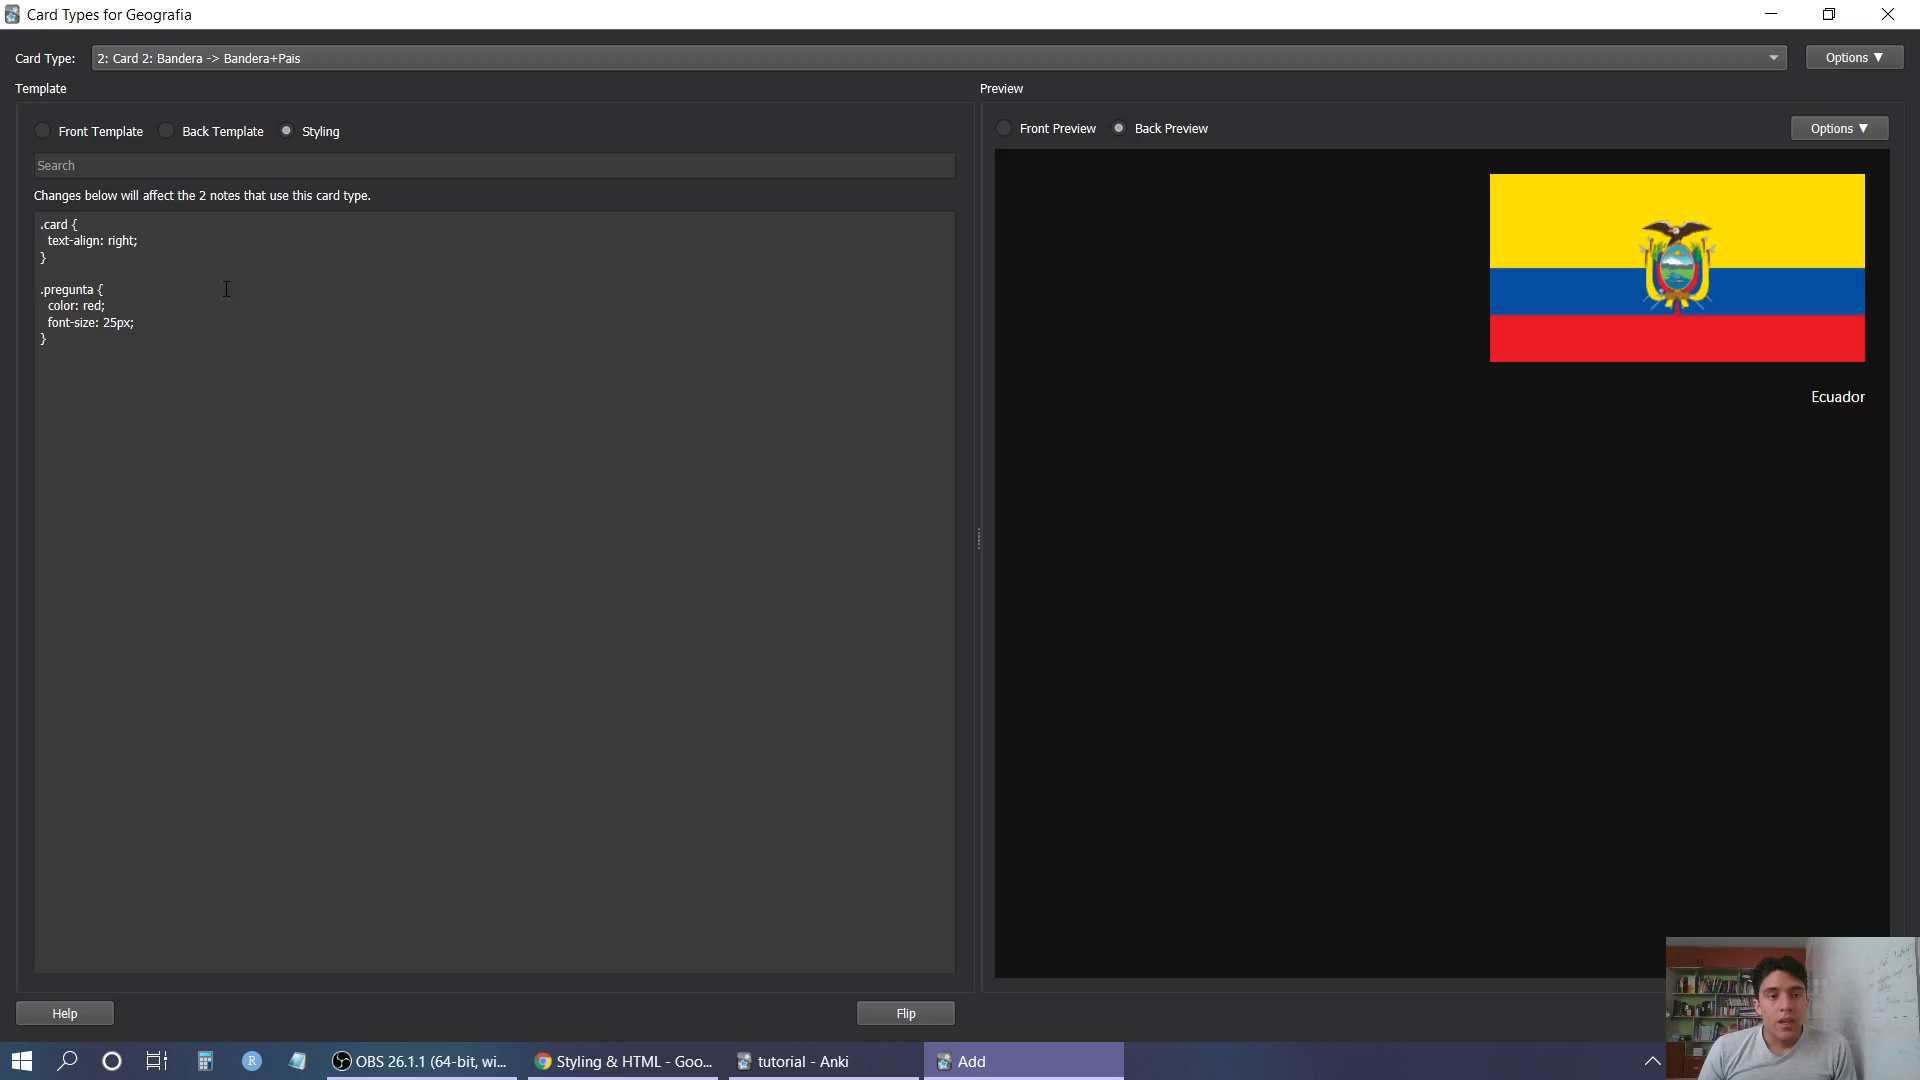 Card Types for Geografia
Card Type: 2: Card 2: Bandera -> Bandera+Pais Options ▼
Template
Preview
Front Template Back Template Styling
Front Preview Back Preview Options ▼
Search
Changes below will affect the 2 notes that use this card type.
.card {
text-align: right;
}
.pregunta {
color: red;
font-size: 25px;
}
Ecuador
Help
Flip
OBS 26.1.1 (64-bit, wi...
Styling & HTML - Goo...
tutorial - Anki
Add